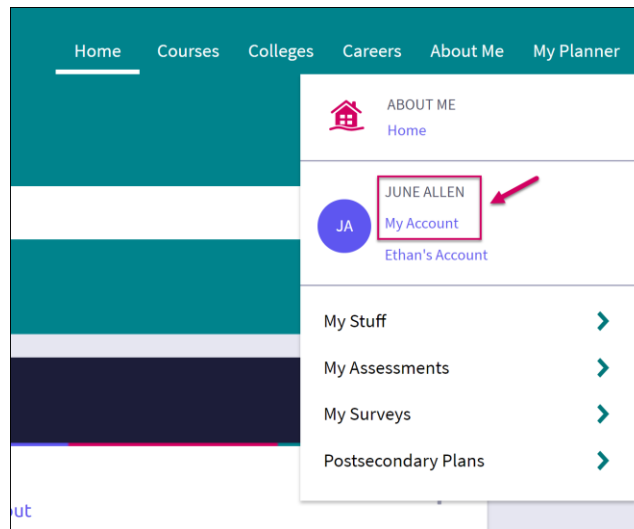 Home Courses Colleges Careers About Me My Planner
ABOUT ME
Home
JUNE ALLEN
JA
My Account
Ethan's Account
My Stuff
My Assessments
My Surveys
Postsecondary Plans
out